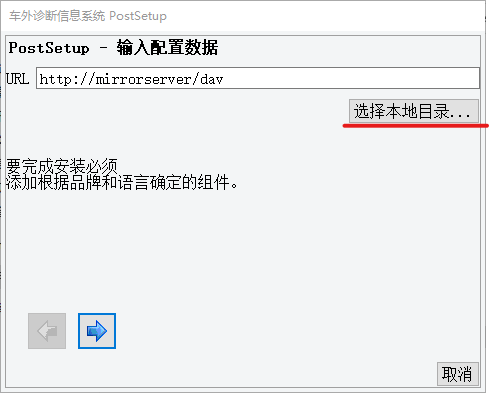 车外诊断信息系统 PostSetup
PostSetup - 输入配置数据
URL http://mirrorserver/dav
选择本地目录...
要完成安装必须
添加根据品牌和语言确定的组件。
取消